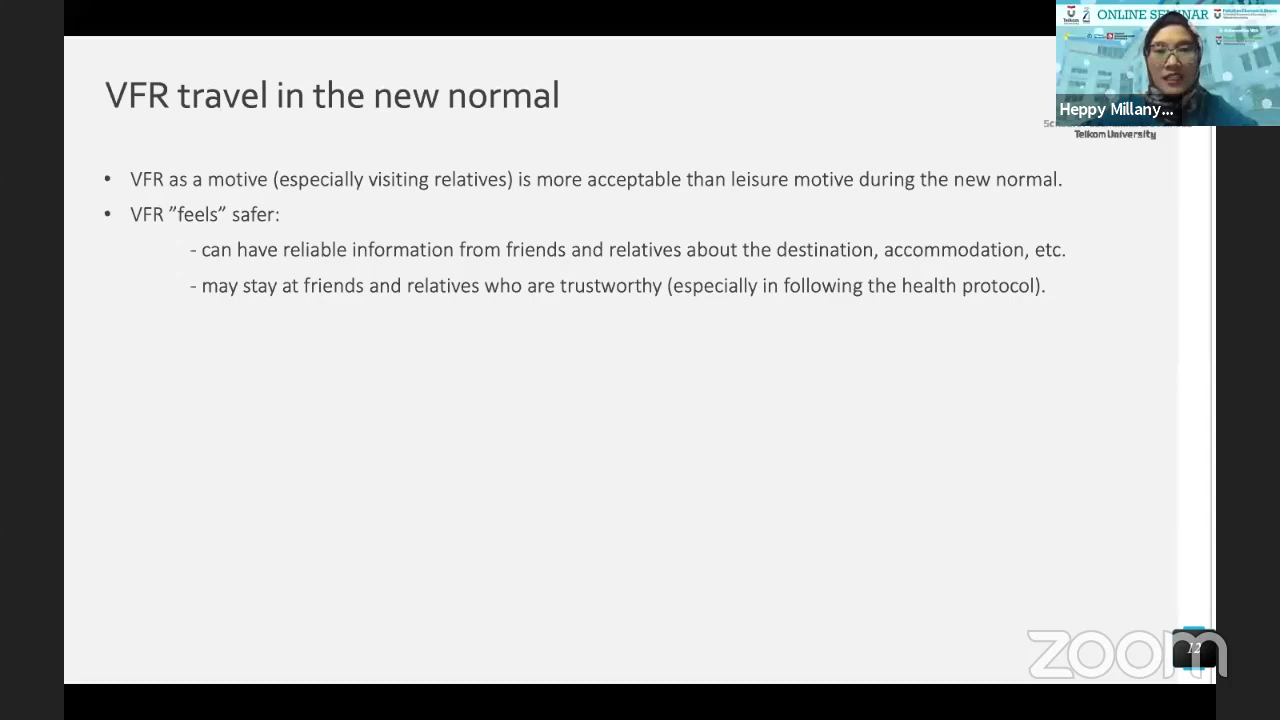 ONLINE SEMINAR
Telkom
Heppy Millany...
Telkom University
VFR travel in the new normal
• VFR as a motive (especially visiting relatives) is more acceptable than leisure motive during the new normal.
• VFR ”feels” safer:
- can have reliable information from friends and relatives about the destination, accommodation, etc.
- may stay at friends and relatives who are trustworthy (especially in following the health protocol).
12
zoom